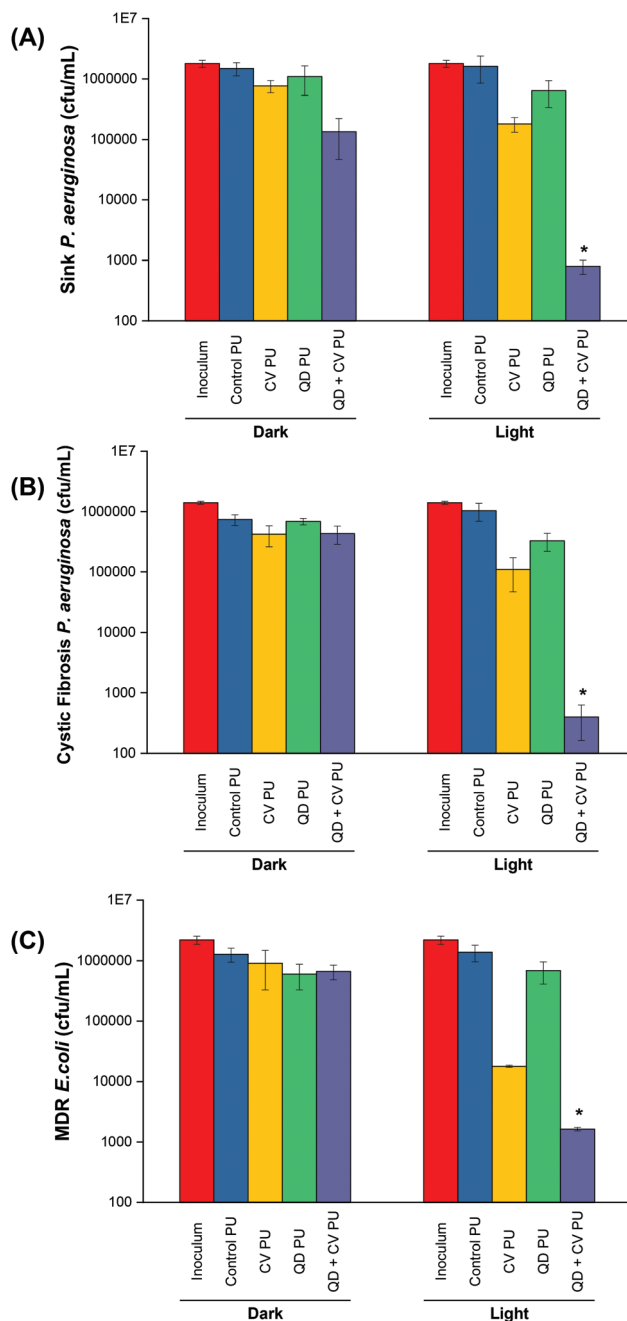 (A)
Sink P. aeruginosa (cfu/mL)
1E7
1000000
100000
10000
1000
100
Inoculum
Control PU
CV PU
QD PU
QD + CV PU
Dark
*
Inoculum
Control PU
CV PU
QD PU
QD + CV PU
Light
(B)
Cystic Fibrosis P. aeruginosa (cfu/mL)
1E7
1000000
100000
10000
1000
100
Inoculum
Control PU
CV PU
QD PU
QD + CV PU
Dark
*
Inoculum
Control PU
CV PU
QD PU
QD + CV PU
Light
(C)
MDR E.coli (cfu/mL)
1E7
1000000
100000
10000
1000
100
Inoculum
Control PU
CV PU
QD PU
QD + CV PU
Dark
*
Inoculum
Control PU
CV PU
QD PU
QD + CV PU
Light